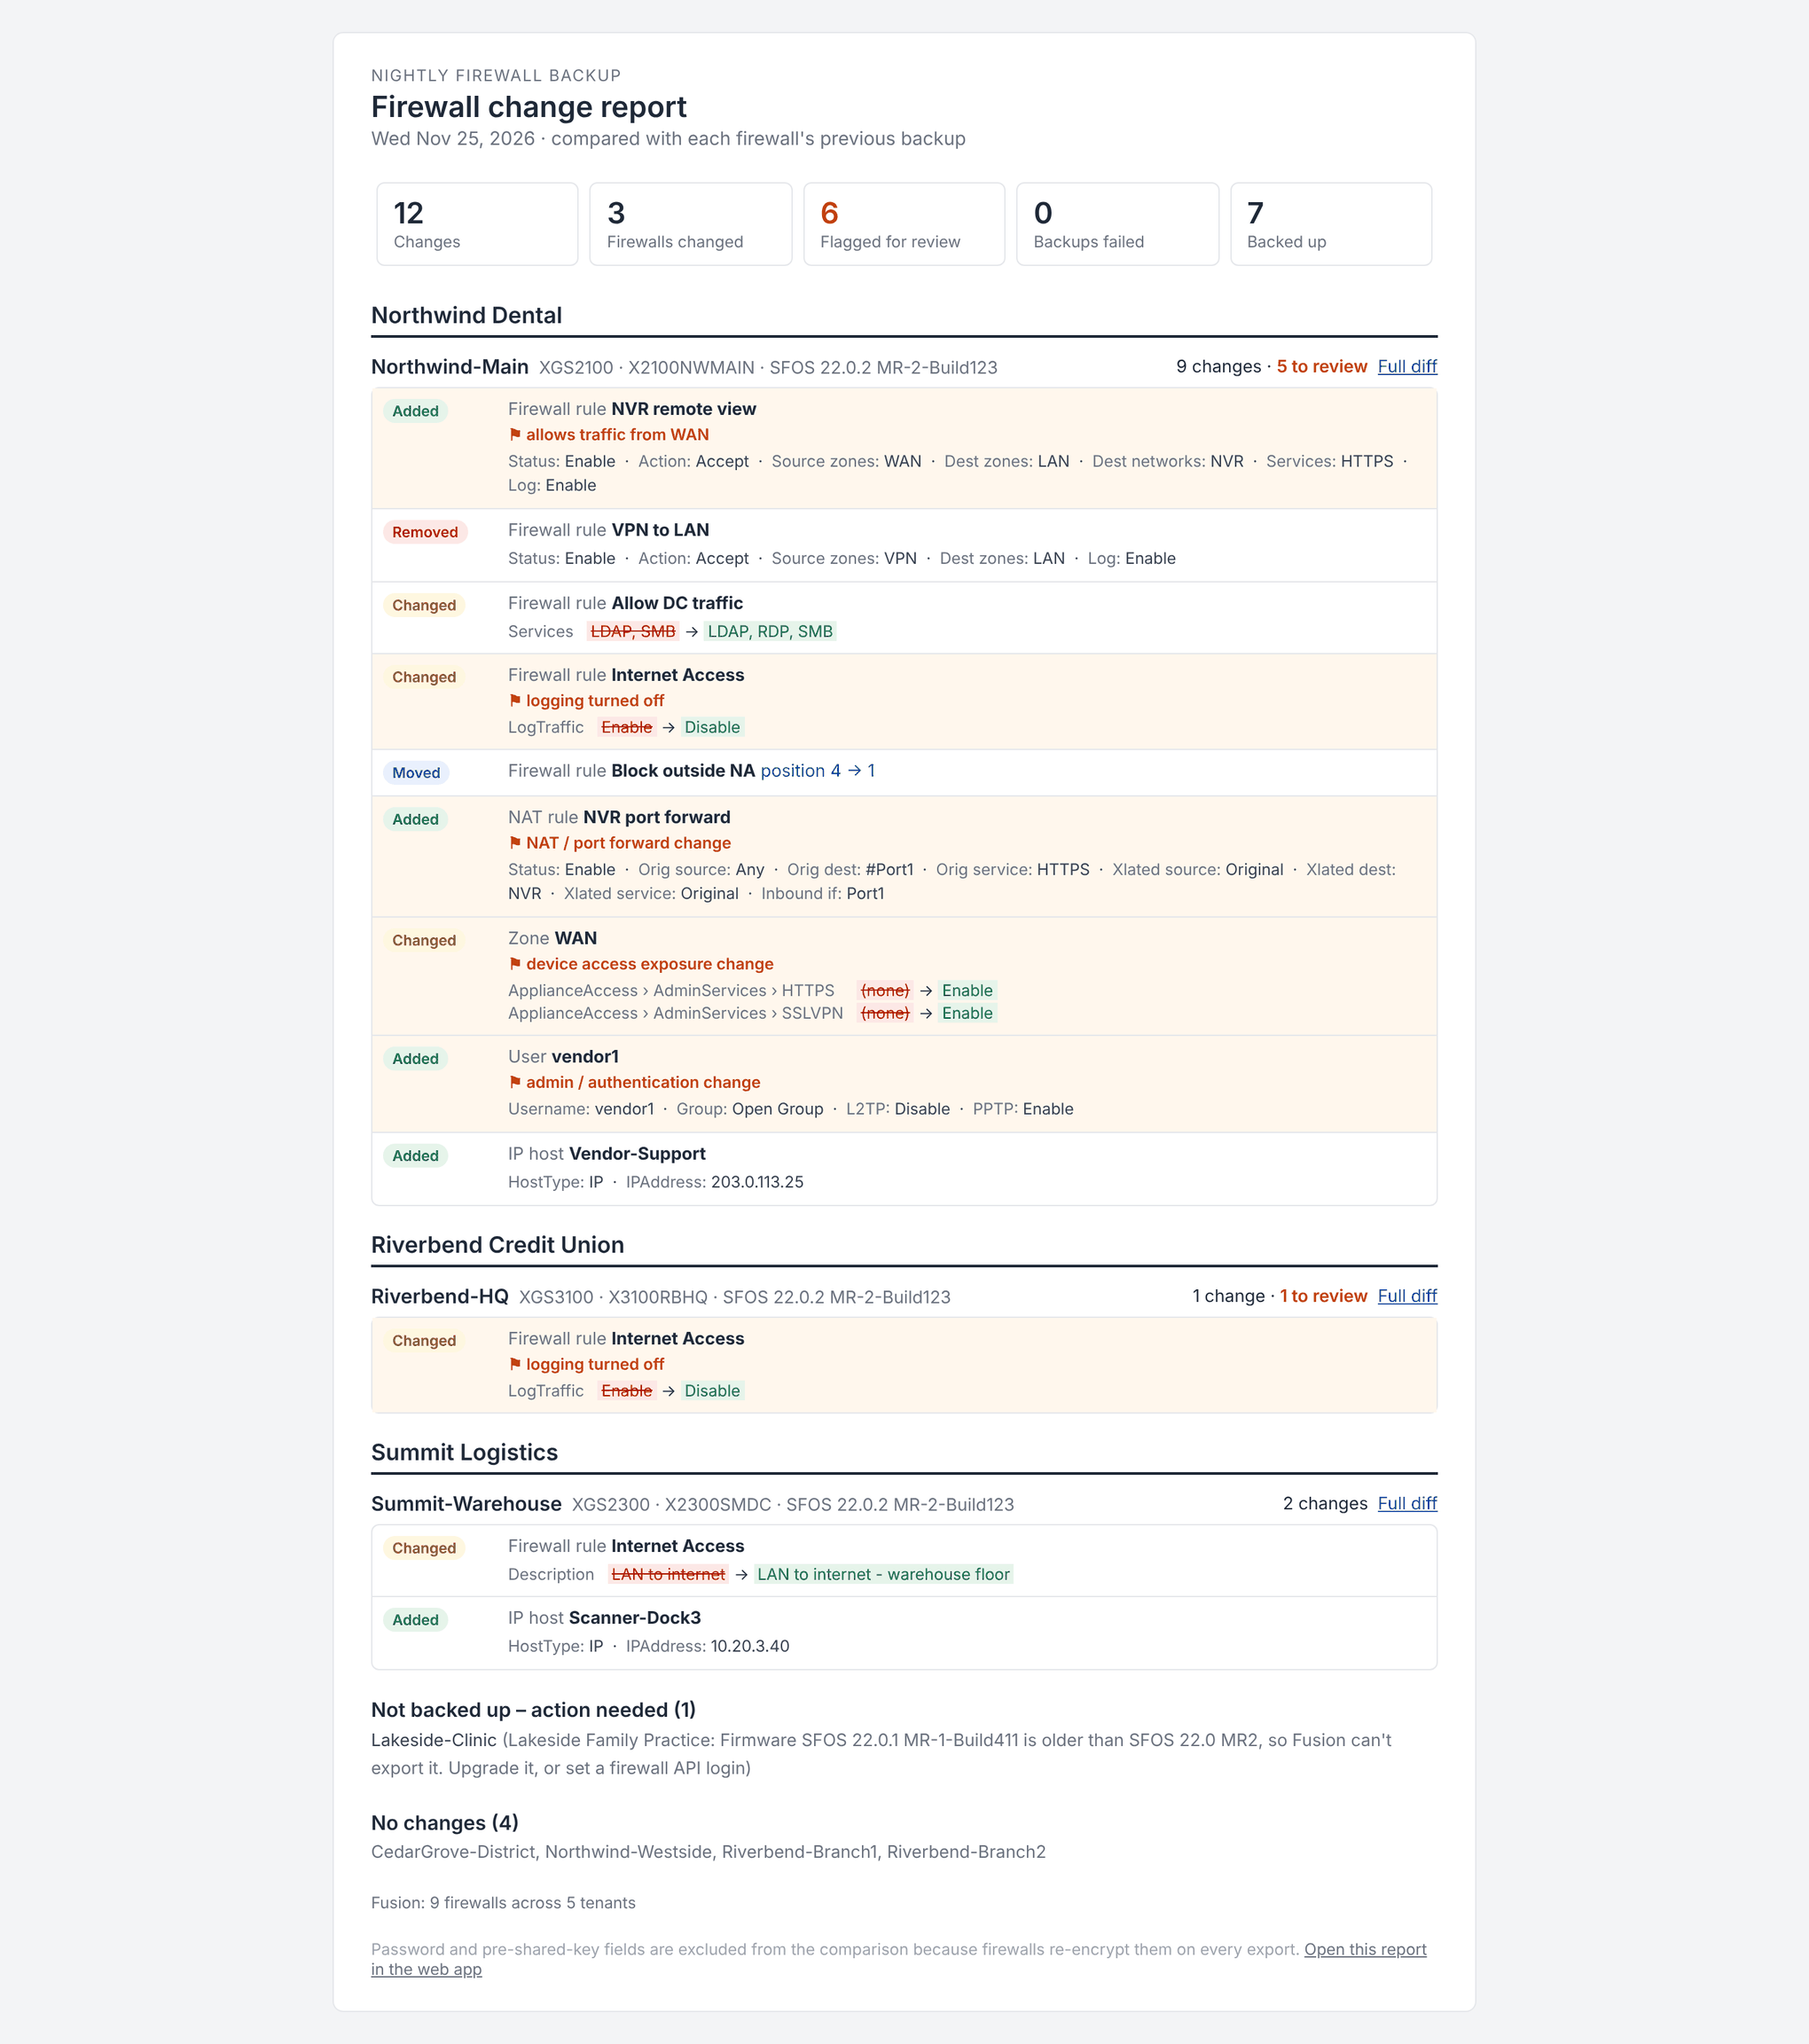 NIGHTLY FIREWALL BACKUP
Firewall change report
Wed Nov 25, 2026 · compared with each firewall's previous backup
12
Changes
3
Firewalls changed
6
Flagged for review
0
Backups failed
7
Backed up
Northwind Dental
Northwind-Main XGS2100 · X2100NWMAIN · SFOS 22.0.2 MR-2-Build123 9 changes · 5 to review Full diff
Added
Firewall rule NVR remote view
⚑ allows traffic from WAN
Status: Enable · Action: Accept · Source zones: WAN · Dest zones: LAN · Dest networks: NVR · Services: HTTPS ·
Log: Enable
Removed
Firewall rule VPN to LAN
Status: Enable · Action: Accept · Source zones: VPN · Dest zones: LAN · Log: Enable
Changed
Firewall rule Allow DC traffic
Services LDAP, SMB → LDAP, RDP, SMB
Changed
Firewall rule Internet Access
⚑ logging turned off
LogTraffic Enable → Disable
Moved
Firewall rule Block outside NA position 4 → 1
Added
NAT rule NVR port forward
⚑ NAT / port forward change
Status: Enable · Orig source: Any · Orig dest: #Port1 · Orig service: HTTPS · Xlated source: Original · Xlated dest:
NVR · Xlated service: Original · Inbound if: Port1
Changed
Zone WAN
⚑ device access exposure change
ApplianceAccess › AdminServices › HTTPS (none) → Enable
ApplianceAccess › AdminServices › SSLVPN (none) → Enable
Added
User vendor1
⚑ admin / authentication change
Username: vendor1 · Group: Open Group · L2TP: Disable · PPTP: Enable
Added
IP host Vendor-Support
HostType: IP · IPAddress: 203.0.113.25
Riverbend Credit Union
Riverbend-HQ XGS3100 · X3100RBHQ · SFOS 22.0.2 MR-2-Build123 1 change · 1 to review Full diff
Changed
Firewall rule Internet Access
⚑ logging turned off
LogTraffic Enable → Disable
Summit Logistics
Summit-Warehouse XGS2300 · X2300SMDC · SFOS 22.0.2 MR-2-Build123 2 changes Full diff
Changed
Firewall rule Internet Access
Description LAN to internet → LAN to internet - warehouse floor
Added
IP host Scanner-Dock3
HostType: IP · IPAddress: 10.20.3.40
Not backed up – action needed (1)
Lakeside-Clinic (Lakeside Family Practice: Firmware SFOS 22.0.1 MR-1-Build411 is older than SFOS 22.0 MR2, so Fusion can't
export it. Upgrade it, or set a firewall API login)
No changes (4)
CedarGrove-District, Northwind-Westside, Riverbend-Branch1, Riverbend-Branch2
Fusion: 9 firewalls across 5 tenants
Password and pre-shared-key fields are excluded from the comparison because firewalls re-encrypt them on every export. Open this report
in the web app